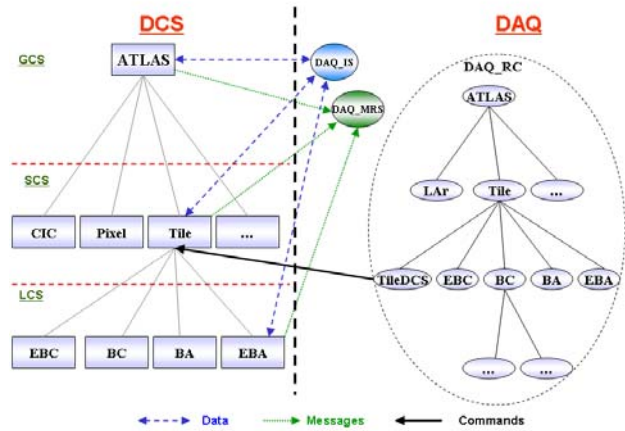 DCS
DAQ
GCS
ATLAS
DAQ_IS
DAQ_RC
DAQ_MRS
ATLAS
SCS
LAr
Tile
...
CIC
Pixel
Tile
...
TileDCS
EBC
BC
BA
EBA
LCS
EBC
BC
BA
EBA
...
...
Data
Messages
Commands